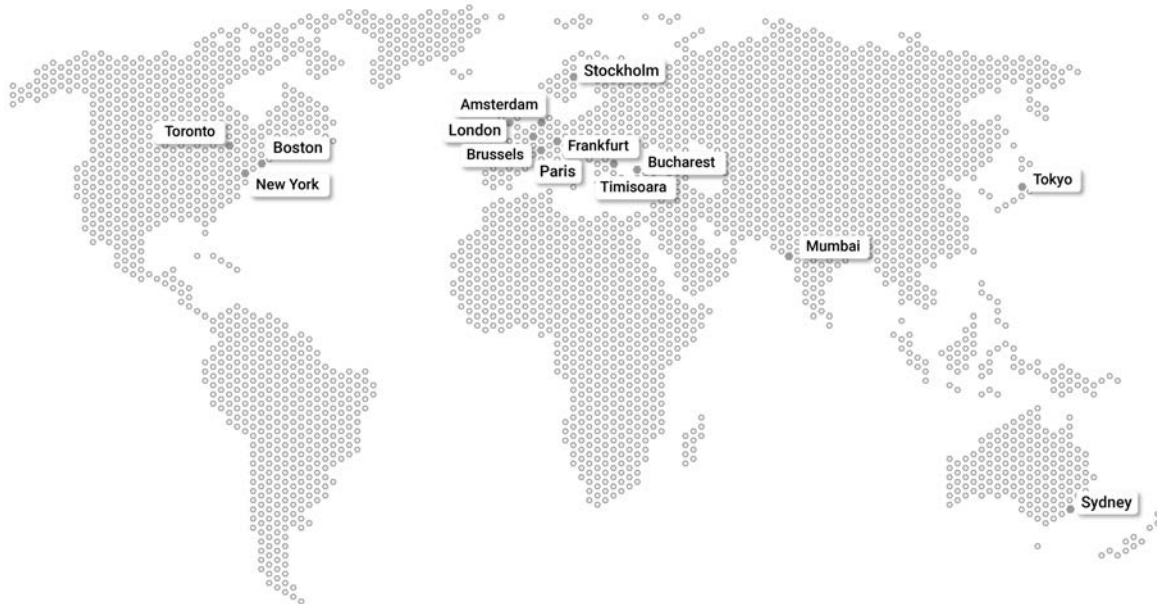 Stockholm
Amsterdam
Toronto
London
Boston
Frankfurt
Brussels
Bucharest
Paris
New York
Timisoara
Tokyo
Mumbai
Sydney